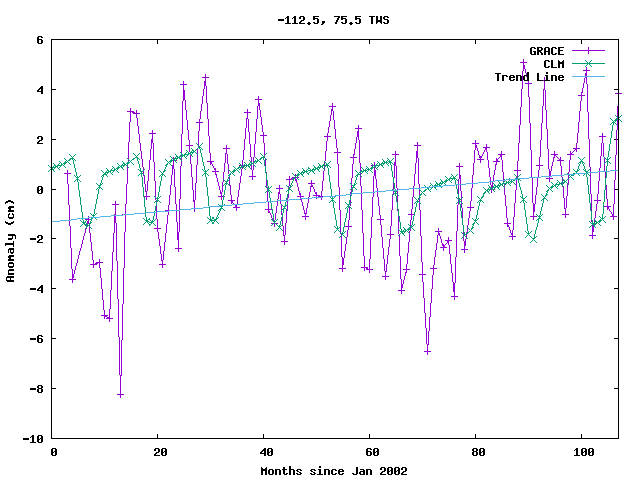 -112.5, 75.5 TWS
GRACE
CLM
Trend Line
6
4
2
0
-2
-4
-6
-8
-10
Anomaly (cm)
0 20 40 60 80 100
Months since Jan 2002